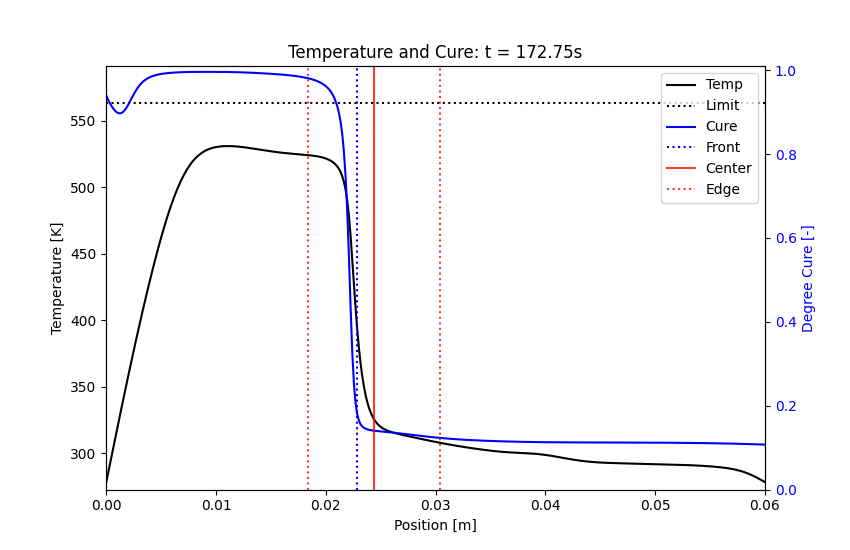 Temperature and Cure: t = 172.75s
Temperature [K]
550
500
450
400
350
300
Temp
Limit
Cure
Front
Center
Edge
1.0
0.8
0.6
0.4
0.2
0.0
Degree Cure [-]
0.00 0.01 0.02 0.03 0.04 0.05 0.06
Position [m]